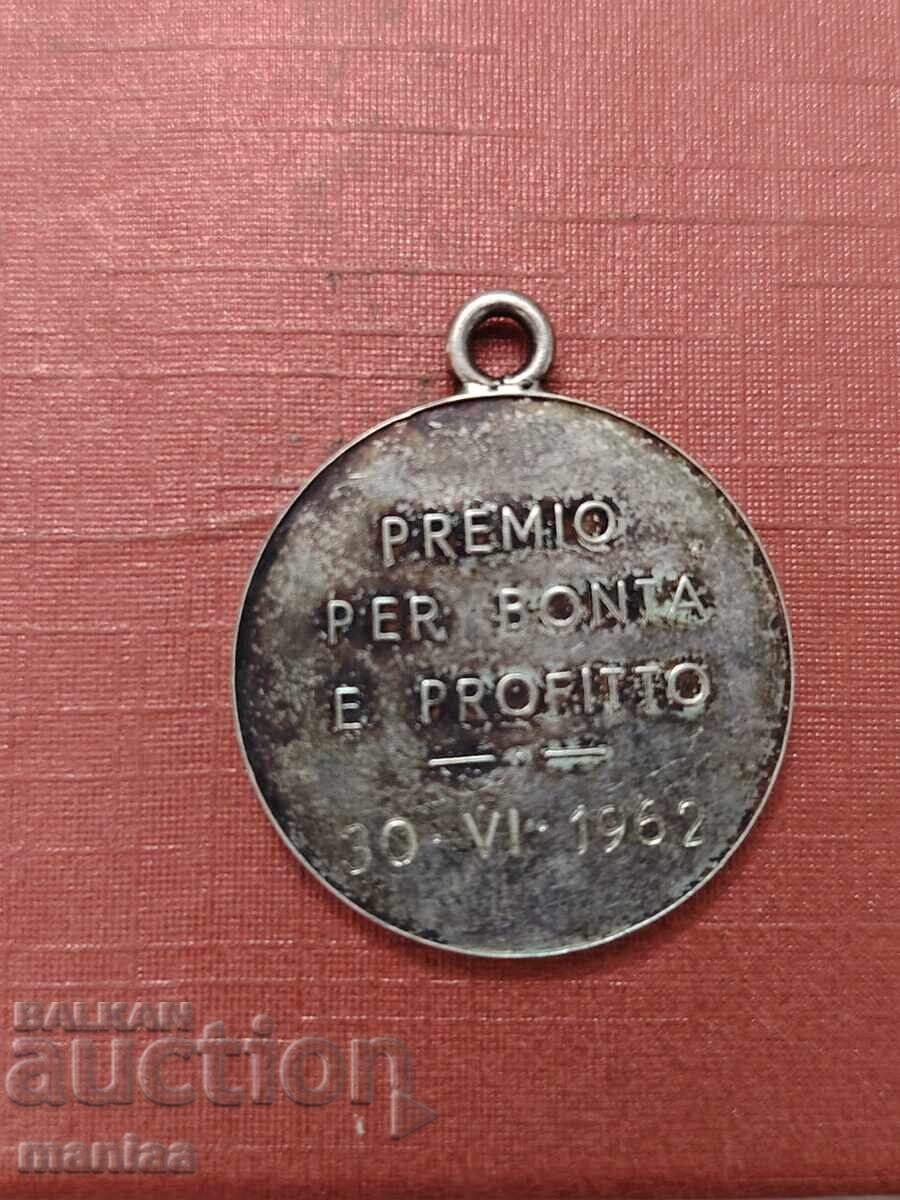 PREMIO
PER BONTA
E PROFITTO
30·VI·1962
BALKAN
auction
maniaa